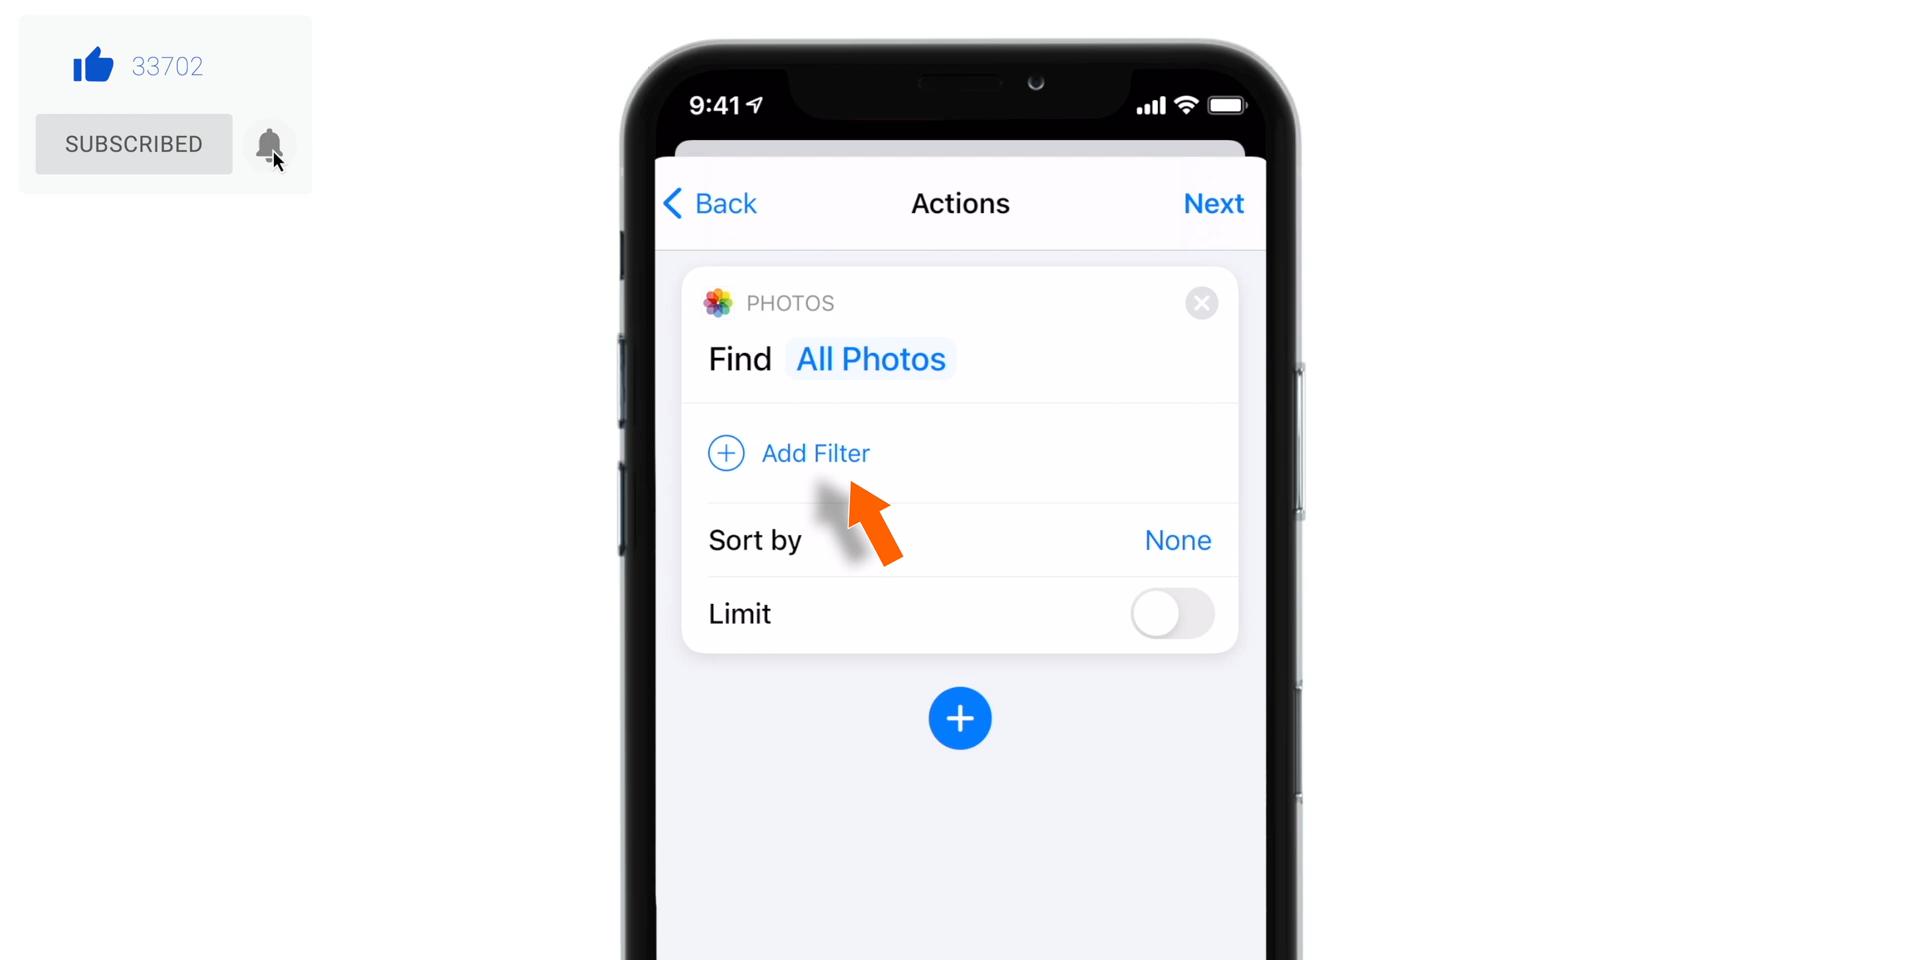 33702
SUBSCRIBED
9:41
Back
Actions
Next
PHOTOS
Find All Photos
Add Filter
Sort by
None
Limit